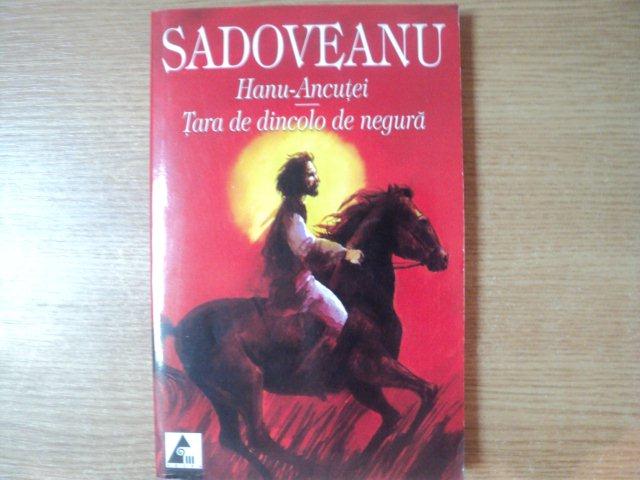 SADOVEANU
Hanu-Ancuței
Țara de dincolo de negură